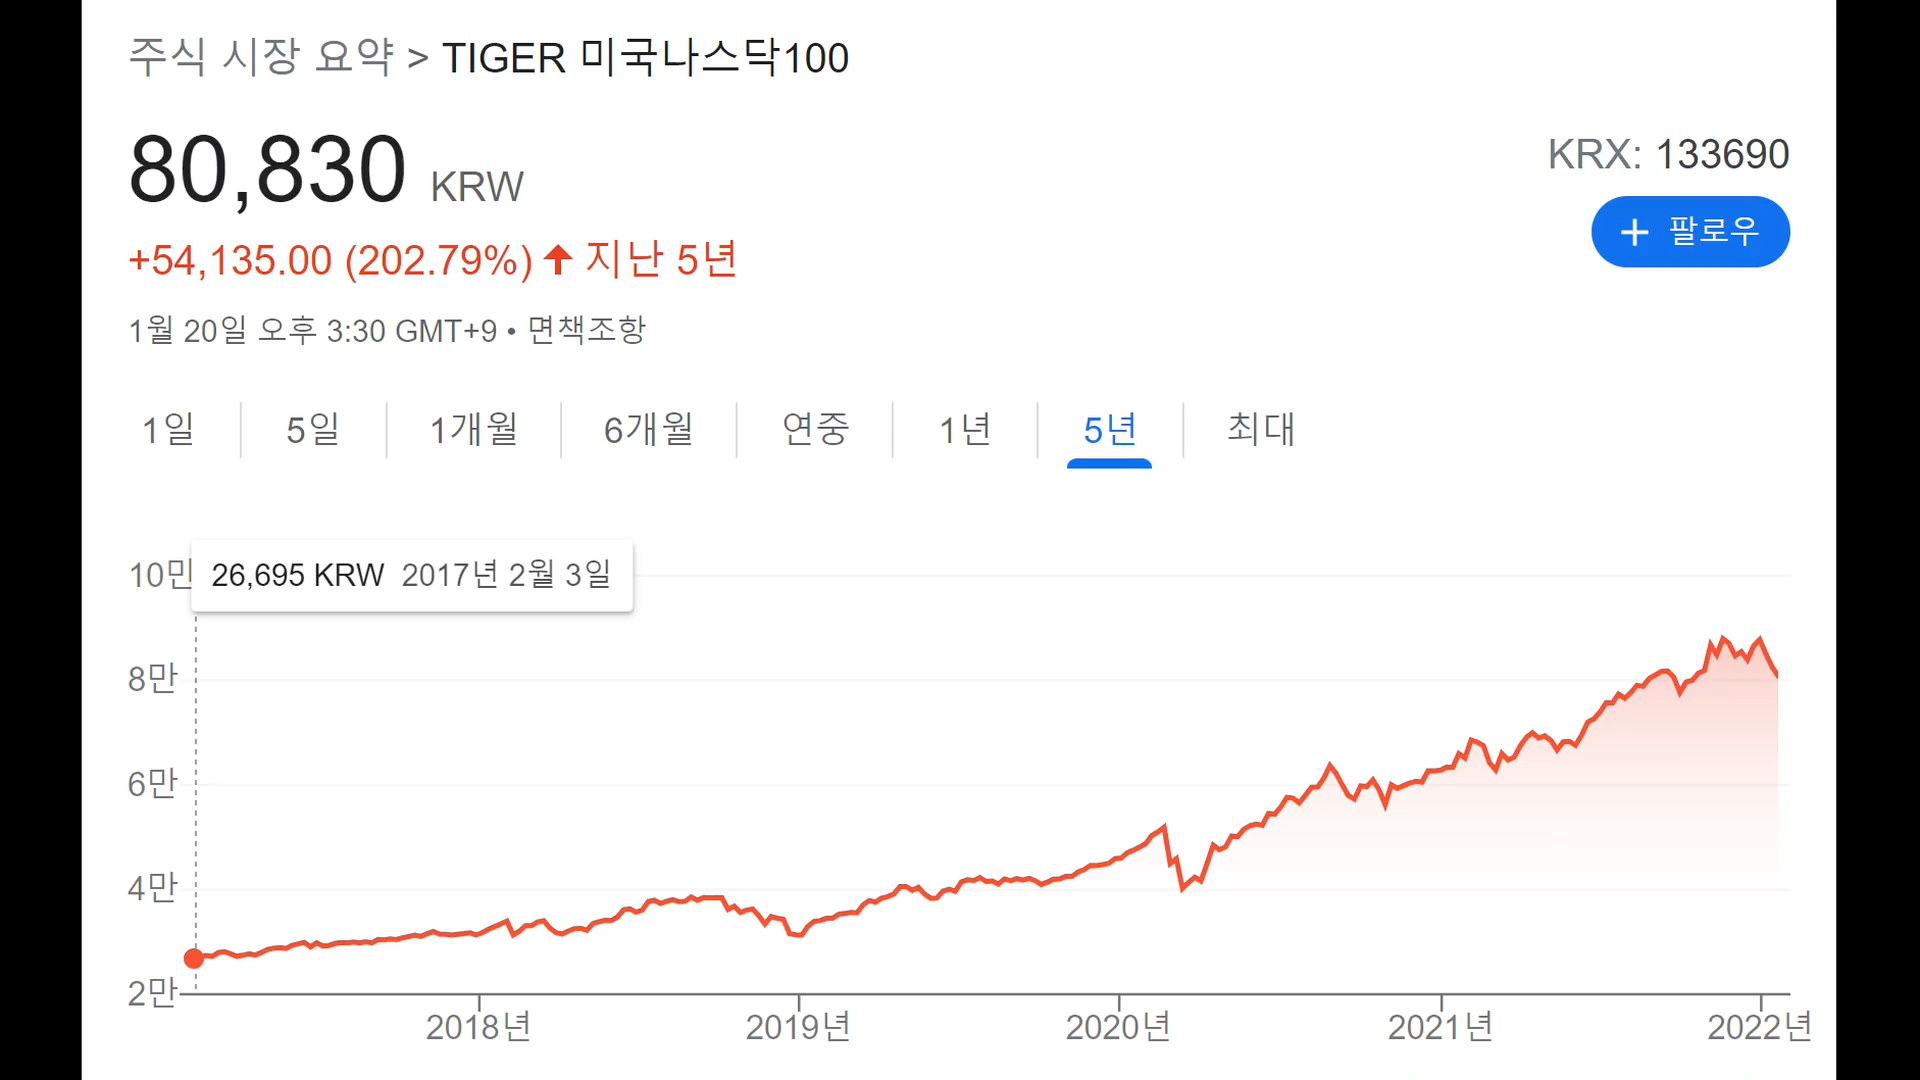 주식 시장 요약 > TIGER 미국나스닥100
80,830 KRW
KRX: 133690
+ 팔로우
+54,135.00 (202.79%) ↑ 지난 5년
1월 20일 오후 3:30 GMT+9 • 면책조항
1일 5일 1개월 6개월 연중 1년 5년 최대
10만
26,695 KRW 2017년 2월 3일
8만
6만
4만
2만
2018년 2019년 2020년 2021년 2022년